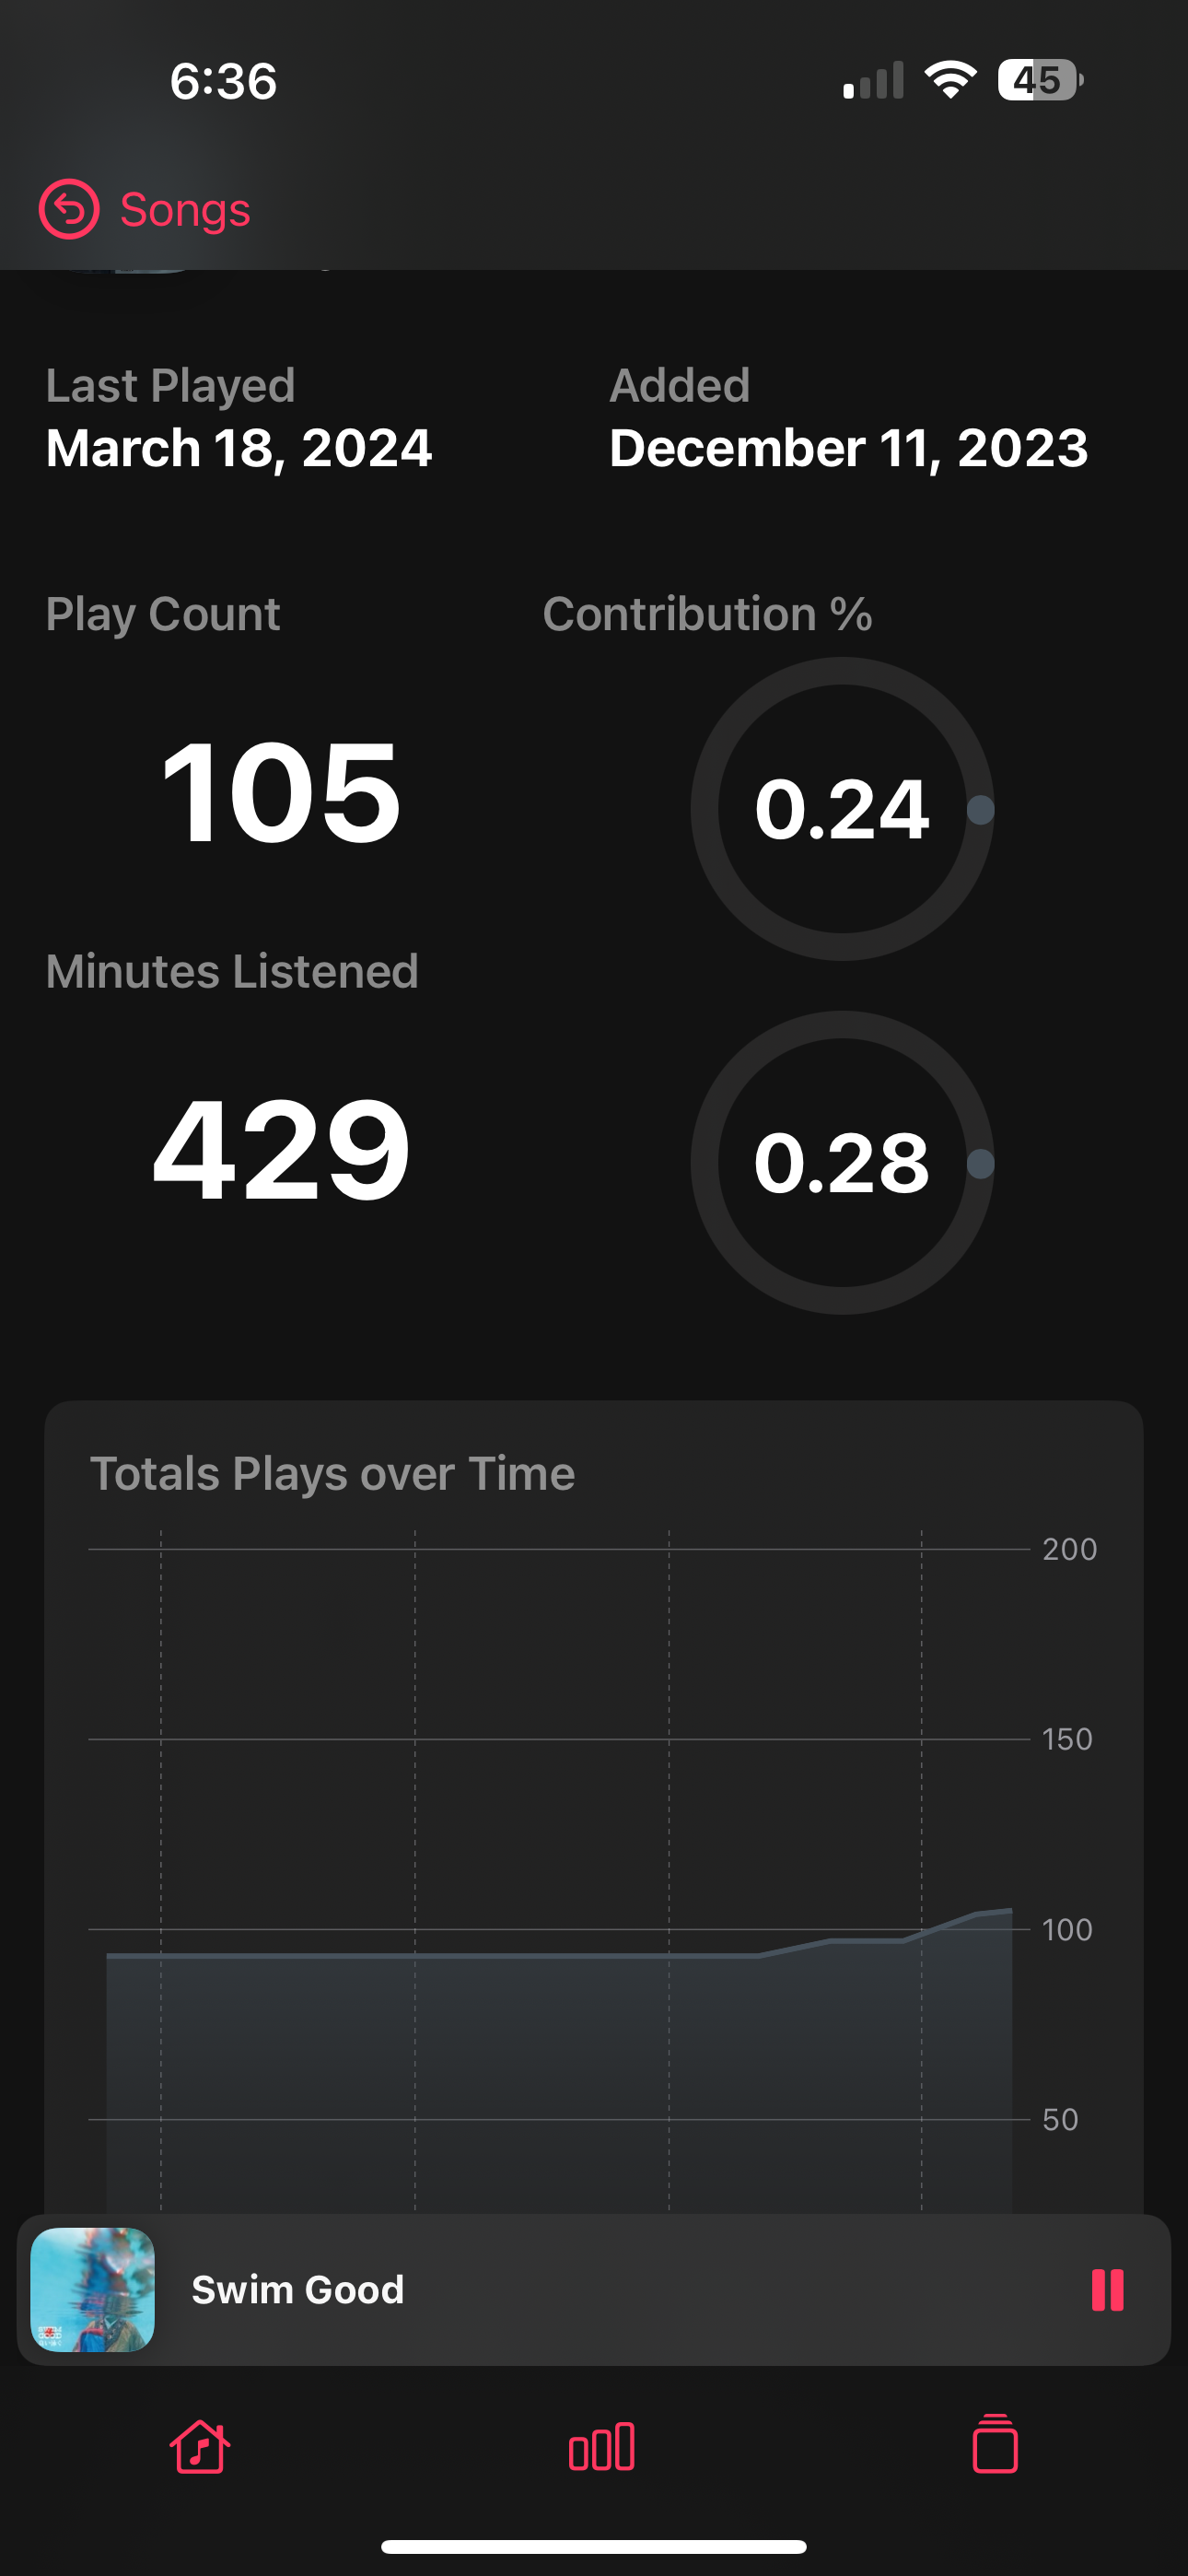 6:36
45
Songs
Last Played
Added
March 18, 2024
December 11, 2023
Play Count
Contribution %
105
0.24
Minutes Listened
429
0.28
Totals Plays over Time
200
150
100
50
Swim Good